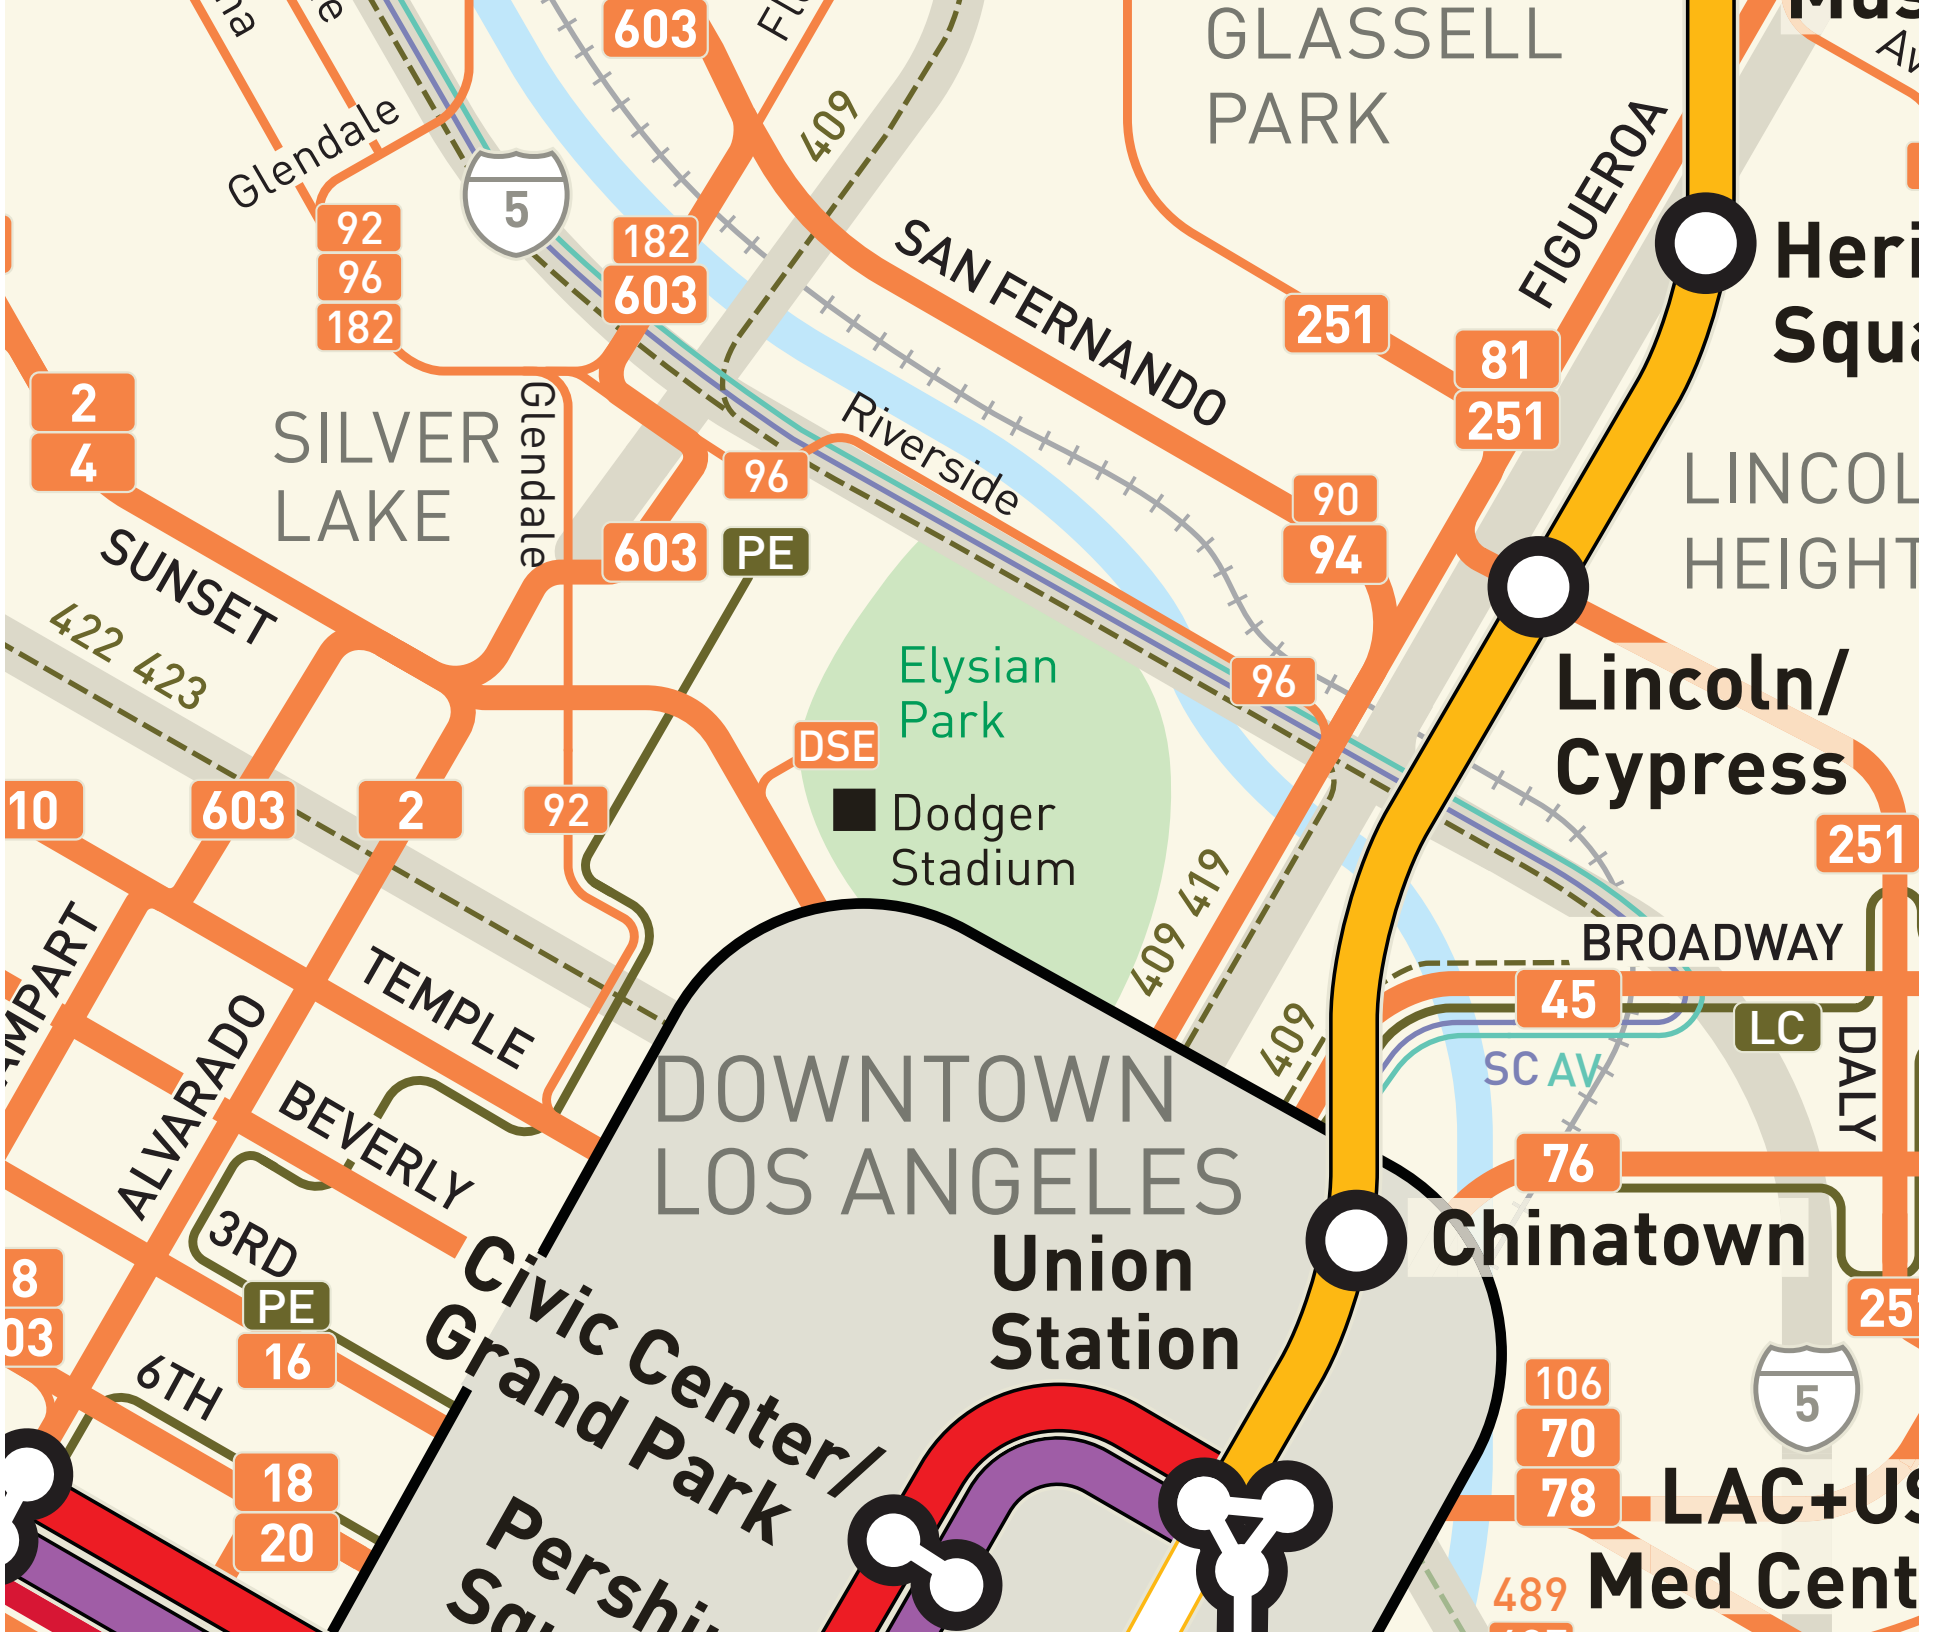 603
GLASSELL
PARK
409
Glendale
5
FIGUEROA
92
96
182
182
603
SAN FERNANDO
251
81
251
2
4
SILVER
LAKE
Glendale
Riverside
96
603
PE
90
94
SUNSET
422 423
Elysian
Park
96
Lincoln/
Cypress
DSE
Dodger
Stadium
10
603
2
92
251
409 419
409
BROADWAY
45
LC
SC AV
DALY
TEMPLE
ALVARADO
BEVERLY
DOWNTOWN
LOS ANGELES
76
Chinatown
3RD
PE
16
6TH
18
20
Civic Center/
Grand Park
Union
Station
106
70
78
5
LAC+US
Med Cent
489